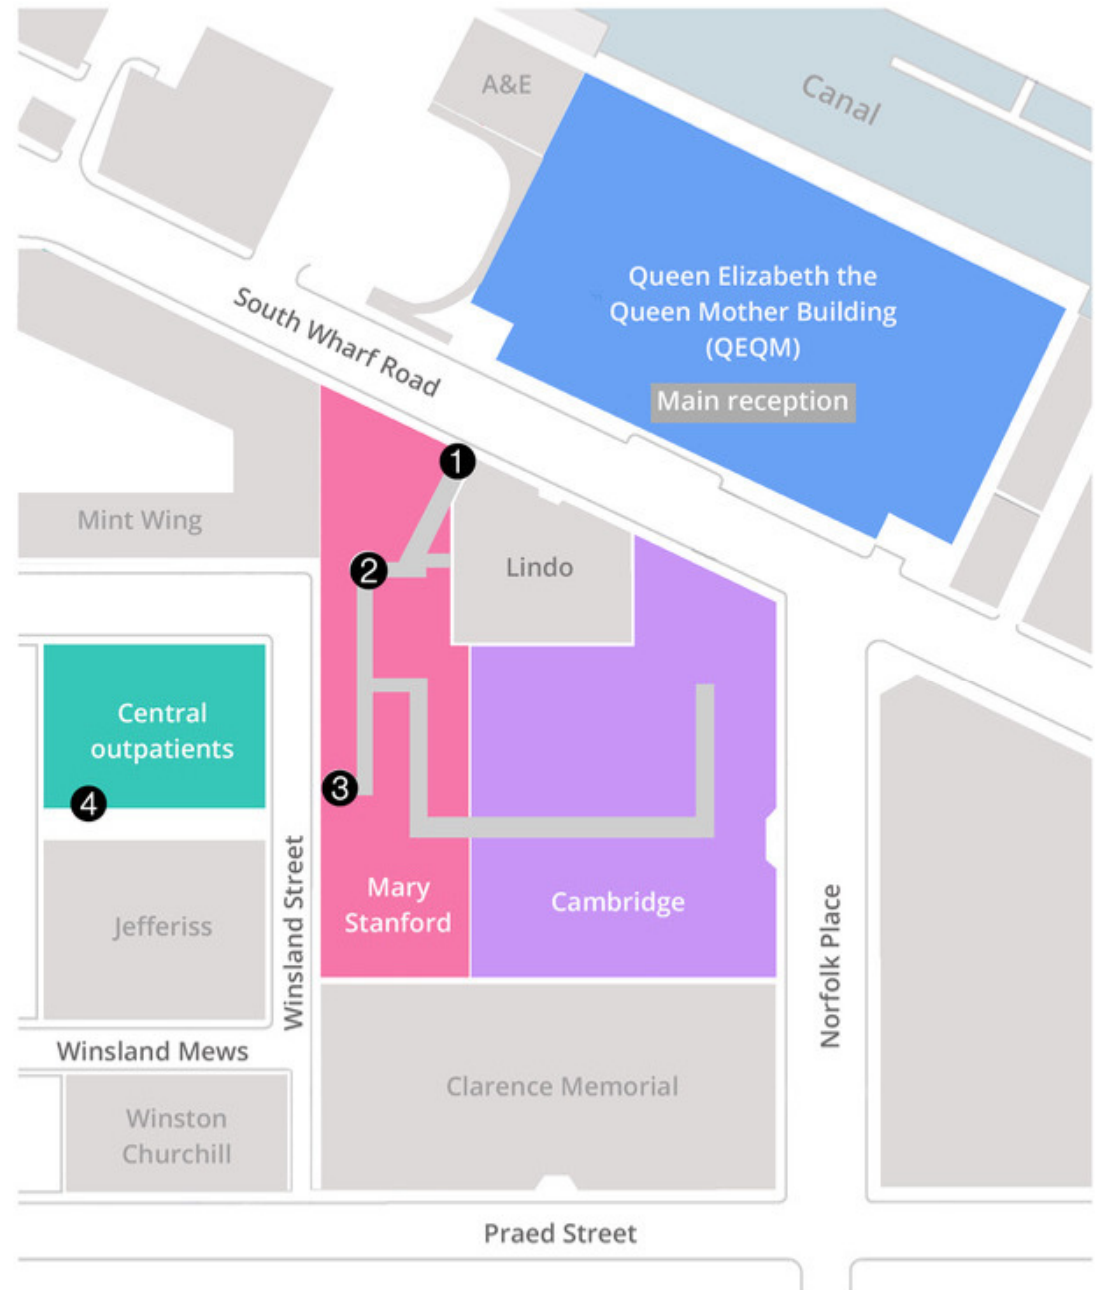 A&E
Canal
Queen Elizabeth the
Queen Mother Building
(QEQM)
Main reception
South Wharf Road
1
Mint Wing
2
Lindo
Central
outpatients
3
4
Mary
Stanford
Cambridge
Jefferiss
Winsland Street
Norfolk Place
Winsland Mews
Clarence Memorial
Winston
Churchill
Praed Street